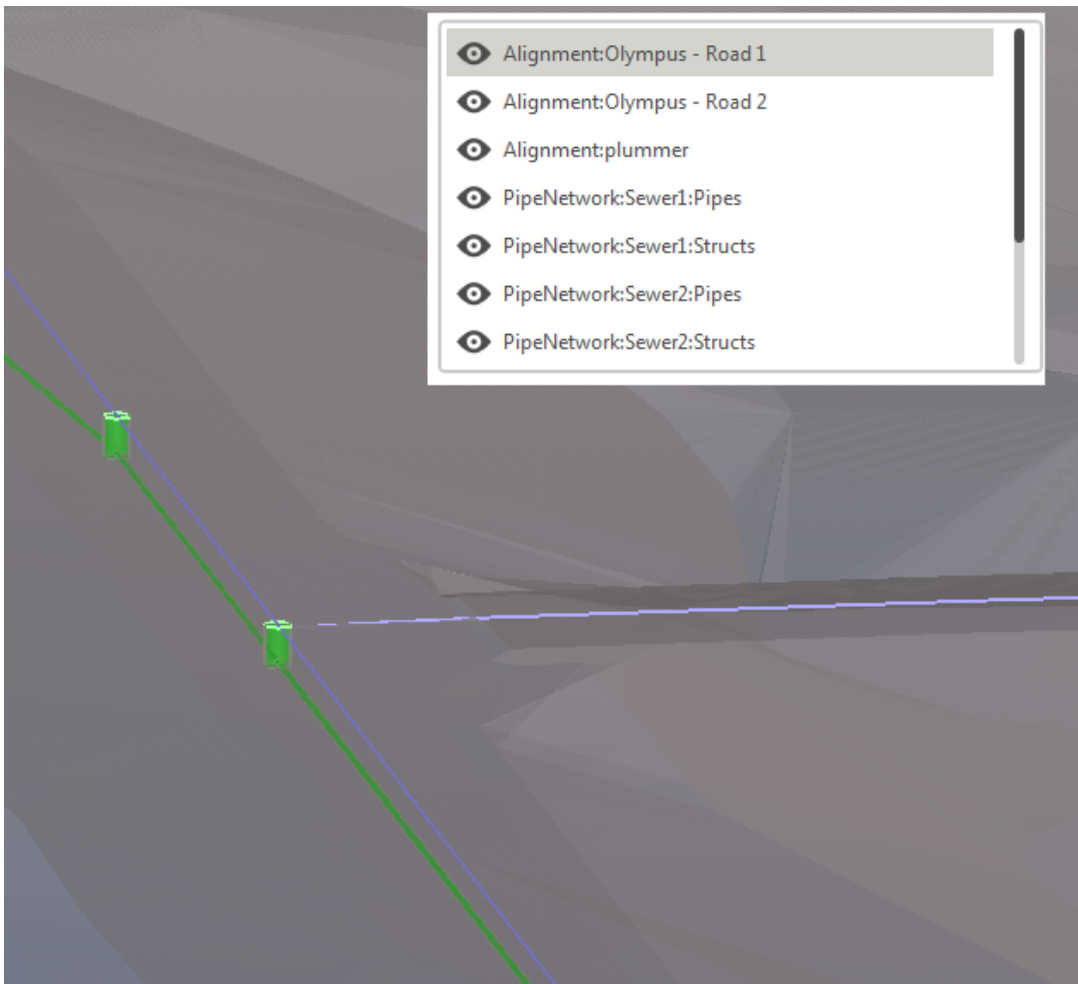 Alignment:Olympus - Road 1
Alignment:Olympus - Road 2
Alignment:plummer
PipeNetwork:Sewer1:Pipes
PipeNetwork:Sewer1:Structs
PipeNetwork:Sewer2:Pipes
PipeNetwork:Sewer2:Structs